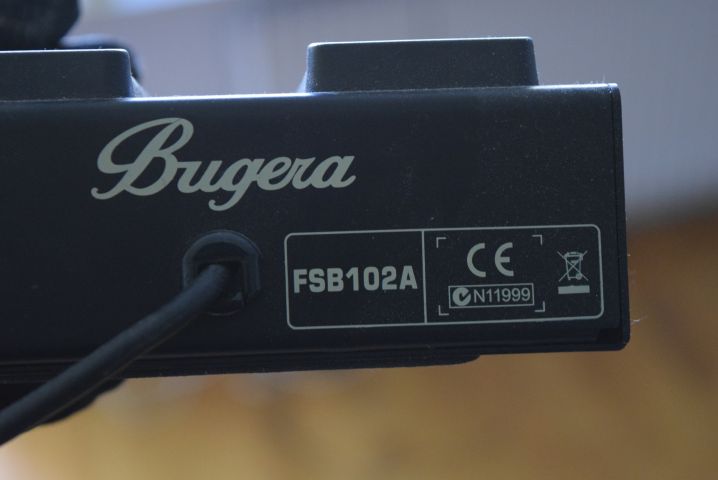 Bugera
FSB102A
CE
N11999